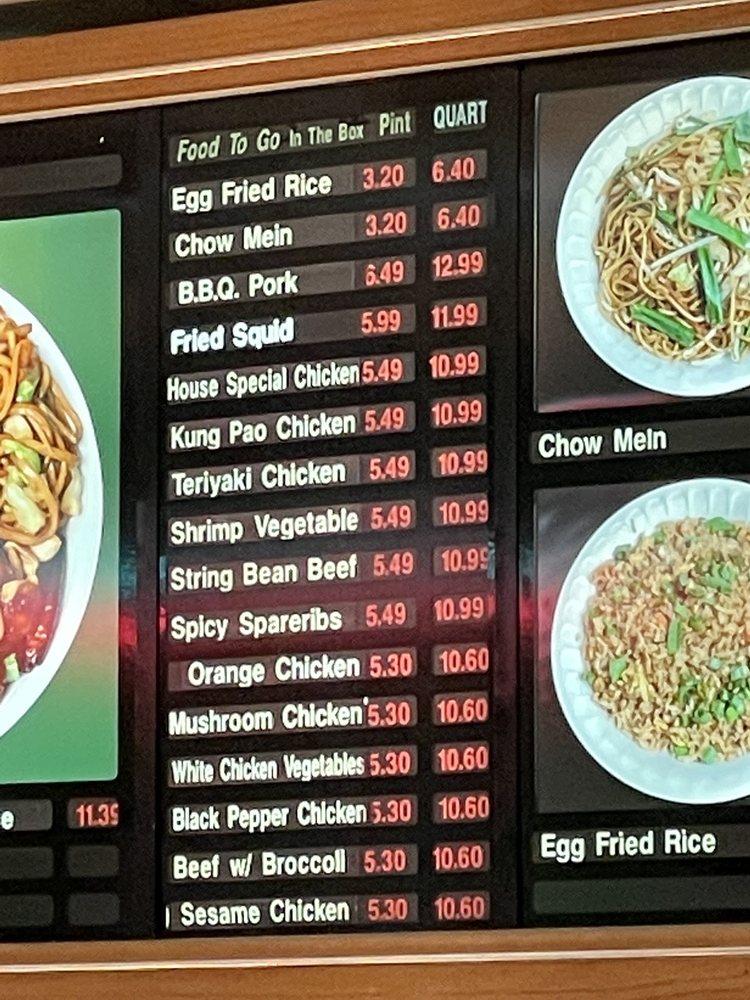 Food To Go In The Box Pint QUART
Egg Fried Rice 3.20 6.40
Chow Mein 3.20 6.40
B.B.Q. Pork 6.49 12.99
Fried Squid 5.99 11.99
House Special Chicken 5.49 10.99
Kung Pao Chicken 5.49 10.99
Teriyaki Chicken 5.49 10.99
Shrimp Vegetable 5.49 10.99
String Bean Beef 5.49 10.99
Spicy Spareribs 5.49 10.99
Orange Chicken 5.30 10.60
Mushroom Chicken 5.30 10.60
White Chicken Vegetables 5.30 10.60
Black Pepper Chicken 5.30 10.60
Beef w/ Broccoli 5.30 10.60
Sesame Chicken 5.30 10.60
e 11.39
Chow Mein
Egg Fried Rice